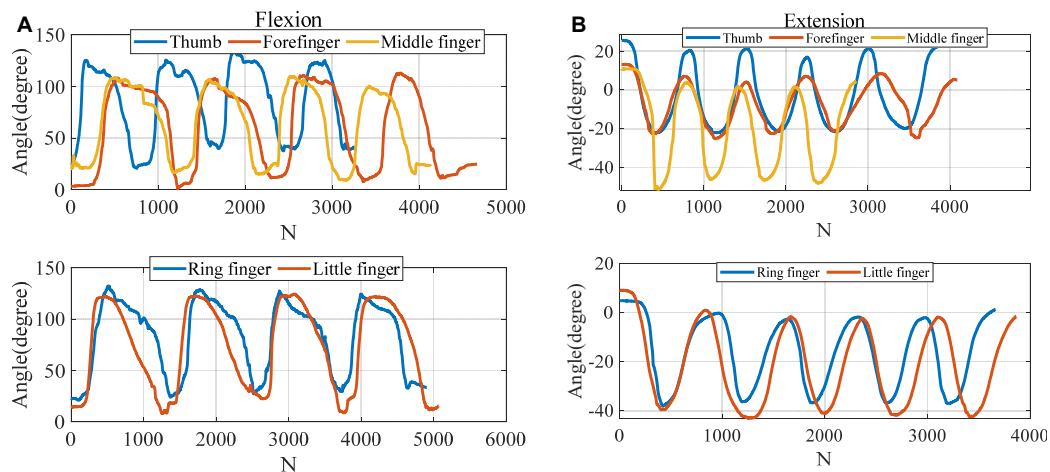 A
Flexion
Thumb Forefinger Middle finger
150
100
50
0
Angle(degree)
0 1000 2000 3000 4000 5000
N
B
Extension
Thumb Forefinger Middle finger
20
0
-20
-40
Angle(degree)
0 1000 2000 3000 4000
N
Ring finger Little finger
150
100
50
0
Angle(degree)
0 1000 2000 3000 4000 5000 6000
N
Ring finger Little finger
20
0
-20
-40
Angle(degree)
0 1000 2000 3000 4000
N